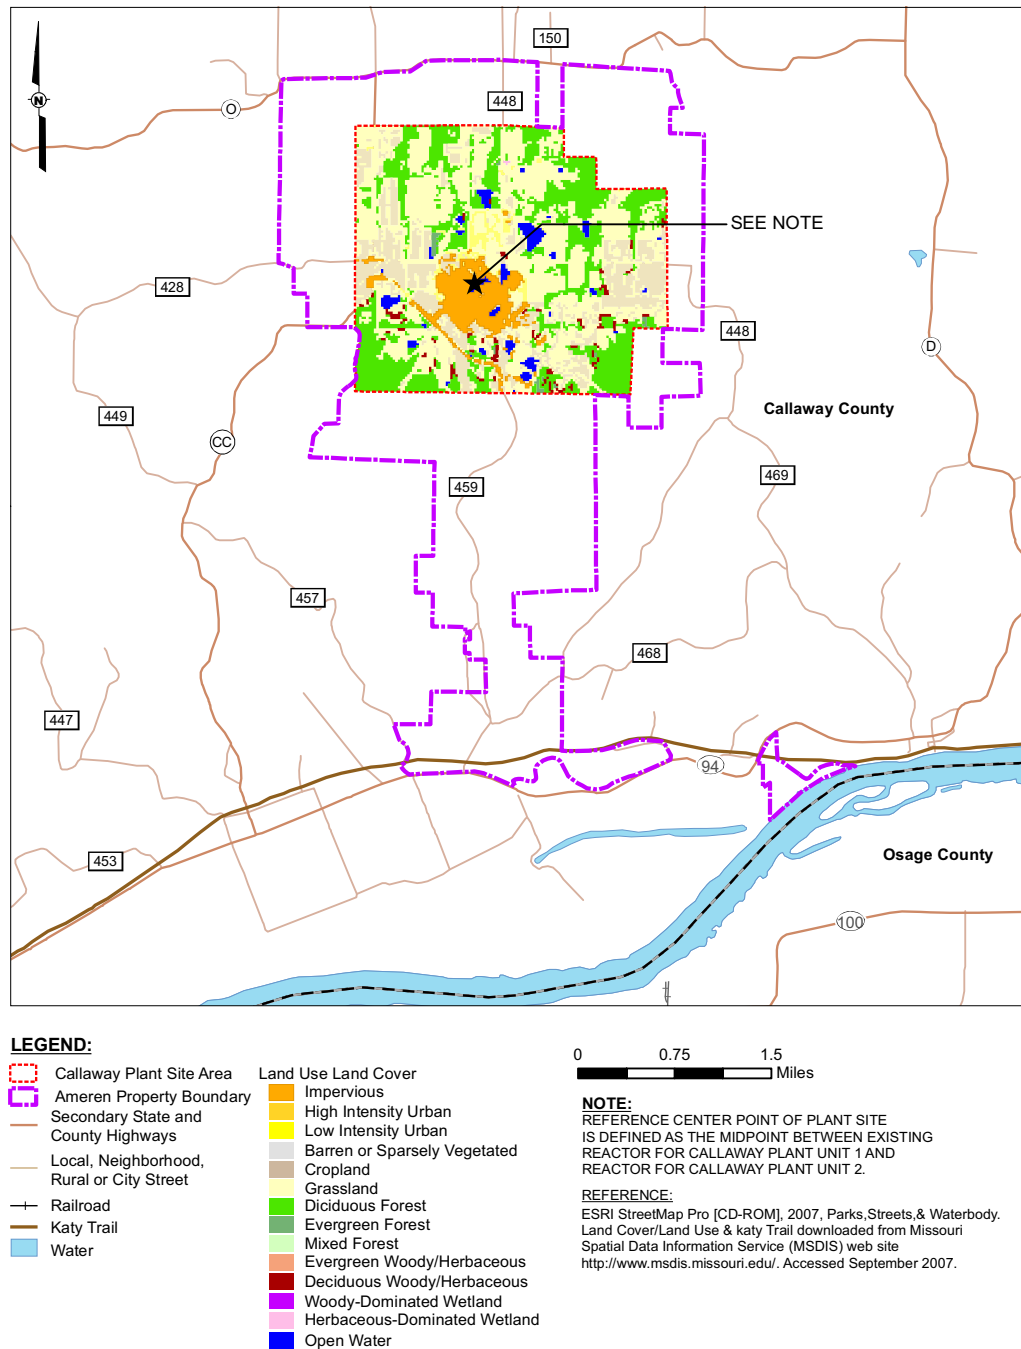 150
448
O
N
SEE NOTE
428
448
D
449
Callaway County
CC
469
459
457
468
447
94
453
Osage County
100
LEGEND:
Callaway Plant Site Area
Ameren Property Boundary
Secondary State and
County Highways
Local, Neighborhood,
Rural or City Street
Railroad
Katy Trail
Water
Land Use Land Cover
Impervious
High Intensity Urban
Low Intensity Urban
Barren or Sparsely Vegetated
Cropland
Grassland
Diciduous Forest
Evergreen Forest
Mixed Forest
Evergreen Woody/Herbaceous
Deciduous Woody/Herbaceous
Woody-Dominated Wetland
Herbaceous-Dominated Wetland
Open Water
0 0.75 1.5
Miles
NOTE:
REFERENCE CENTER POINT OF PLANT SITE
IS DEFINED AS THE MIDPOINT BETWEEN EXISTING
REACTOR FOR CALLAWAY PLANT UNIT 1 AND
REACTOR FOR CALLAWAY PLANT UNIT 2.
REFERENCE:
ESRI StreetMap Pro [CD-ROM], 2007, Parks,Streets,& Waterbody.
Land Cover/Land Use & katy Trail downloaded from Missouri
Spatial Data Information Service (MSDIS) web site
http://www.msdis.missouri.edu/. Accessed September 2007.